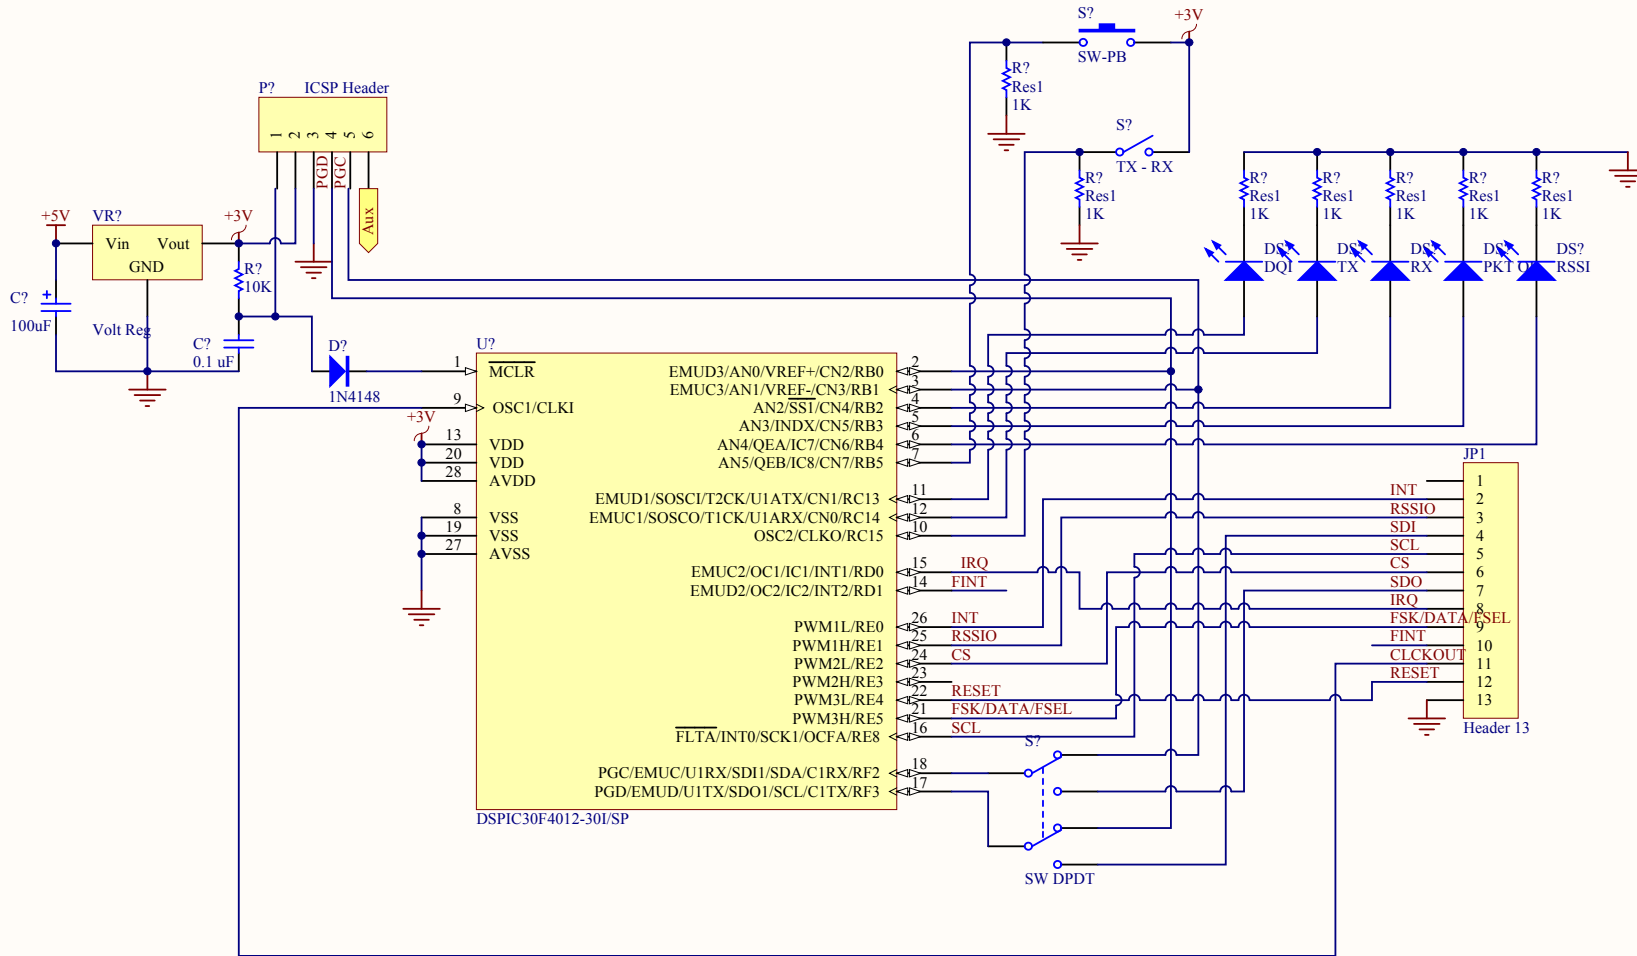 S?
+3V
SW-PB
R?
Res1
1K
S?
TX - RX
R?
Res1
1K
P?
ICSP Header
1
2
3
4
5
6
PGD
PGC
Aux
+5V
VR?
Vin
Vout
GND
Volt Reg
+3V
R?
10K
C?
100uF
C?
0.1 uF
D?
1N4148
R?
Res1
1K
R?
Res1
1K
R?
Res1
1K
R?
Res1
1K
R?
Res1
1K
DS?
DQI
DS?
TX
DS?
RX
DS?
PKT
DS?
RSSI
U?
1 MCLR
9 OSC1/CLKI
+3V
13 VDD
20 VDD
28 AVDD
8 VSS
19 VSS
27 AVSS
EMUD3/AN0/VREF+/CN2/RB0 2
EMUC3/AN1/VREF-/CN3/RB1 3
AN2/SS1/CN4/RB2 4
AN3/INDX/CN5/RB3 5
AN4/QEA/IC7/CN6/RB4 6
AN5/QEB/IC8/CN7/RB5 7
EMUD1/SOSCI/T2CK/U1ATX/CN1/RC13 11
EMUC1/SOSCO/T1CK/U1ARX/CN0/RC14 12
OSC2/CLKO/RC15 10
EMUC2/OC1/IC1/INT1/RD0 15 IRQ
EMUD2/OC2/IC2/INT2/RD1 14 FINT
PWM1L/RE0 26 INT
PWM1H/RE1 25 RSSIO
PWM2L/RE2 24 CS
PWM2H/RE3 23
PWM3L/RE4 22 RESET
PWM3H/RE5 21 FSK/DATA/FSEL
FLTA/INT0/SCK1/OCFA/RE8 16 SCL
PGC/EMUC/U1RX/SDI1/SDA/C1RX/RF2 18
PGD/EMUD/U1TX/SDO1/SCL/C1TX/RF3 17
DSPIC30F4012-30I/SP
S?
SW DPDT
JP1
1
INT 2
RSSIO 3
SDI 4
SCL 5
CS 6
SDO 7
IRQ 8
FSK/DATA/FSEL 9
FINT 10
CLCKOUT 11
RESET 12
13
Header 13